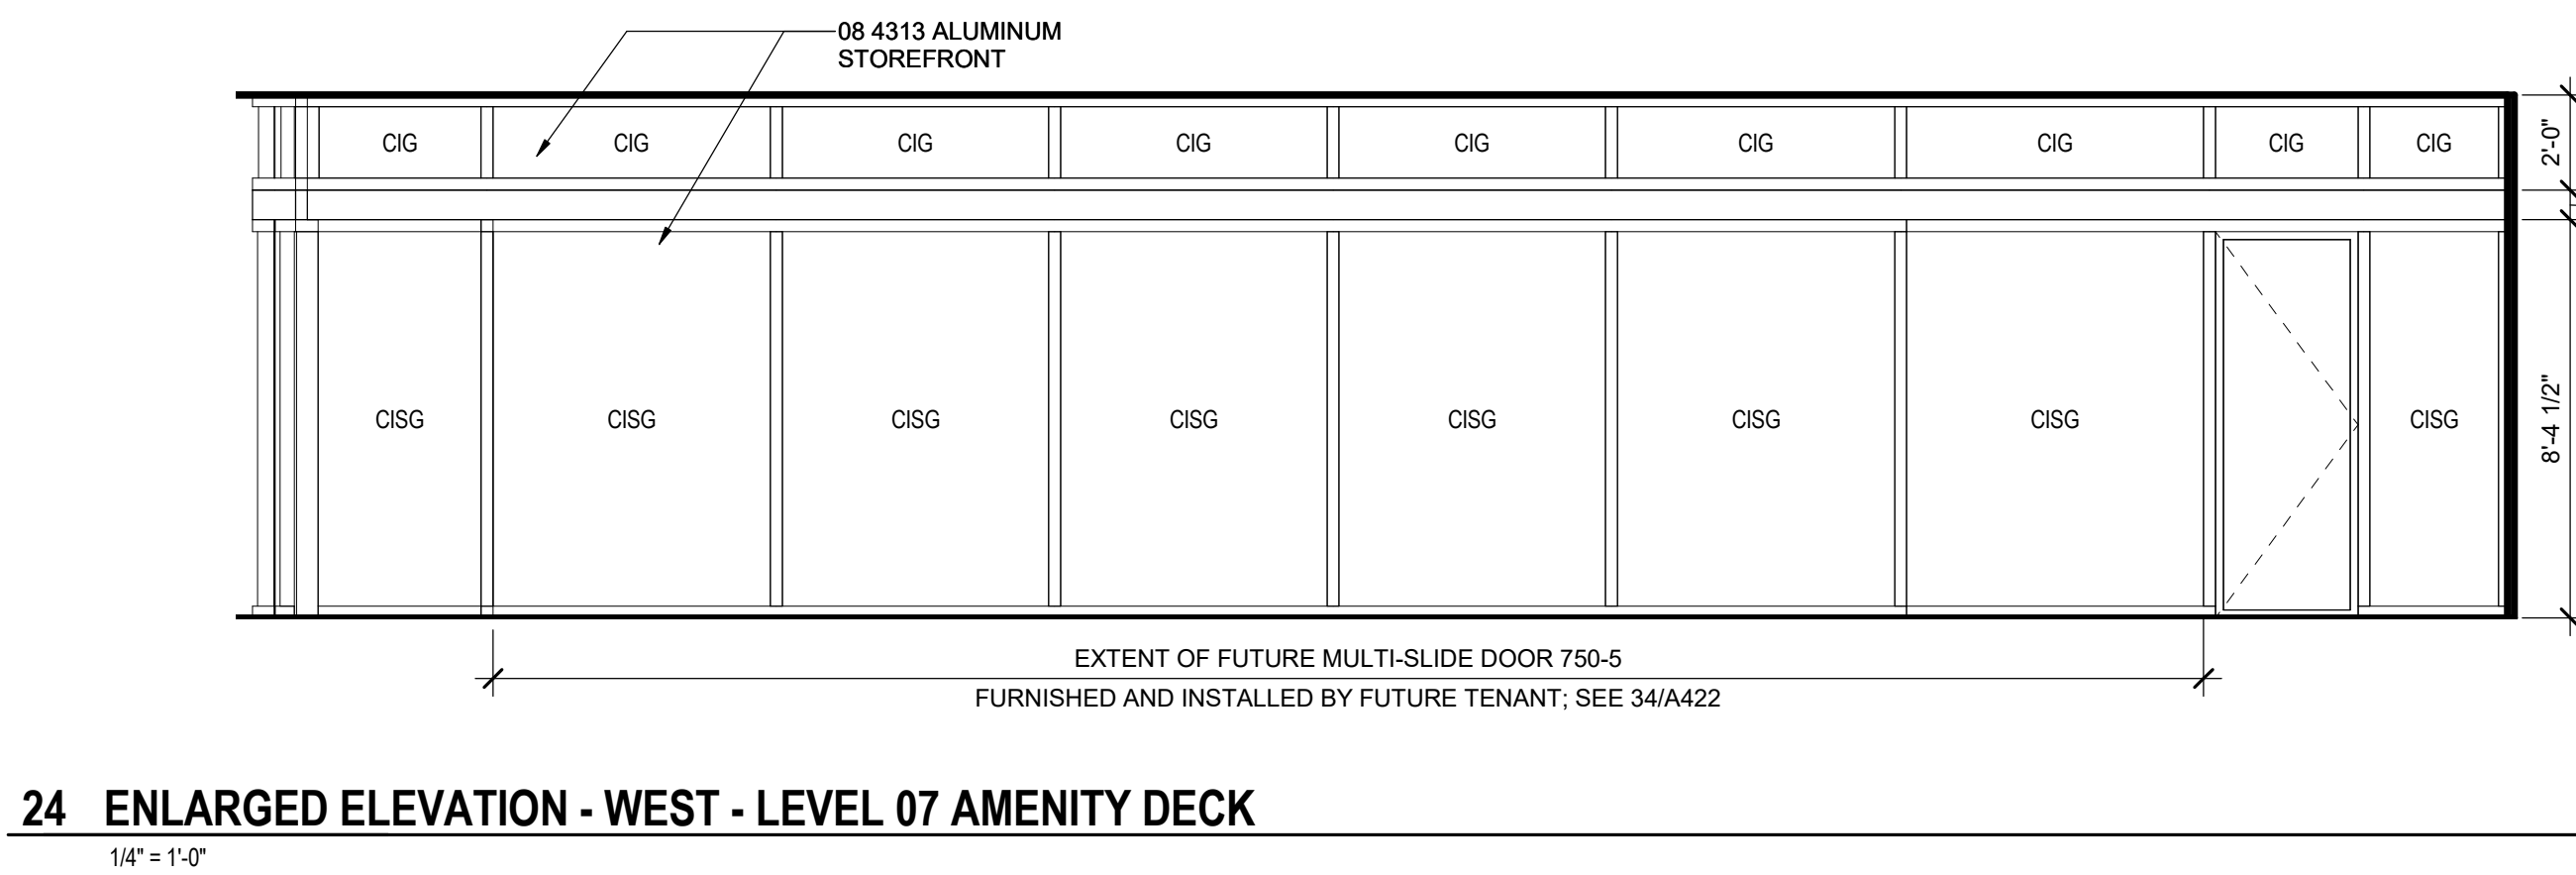 08 4313 ALUMINUM
STOREFRONT
CIG CIG CIG CIG CIG CIG CIG CIG CIG
2'-0"
CISG CISG CISG CISG CISG CISG CISG CISG
8'-4 1/2"
EXTENT OF FUTURE MULTI-SLIDE DOOR 750-5
FURNISHED AND INSTALLED BY FUTURE TENANT; SEE 34/A422
24 ENLARGED ELEVATION - WEST - LEVEL 07 AMENITY DECK
1/4" = 1'-0"